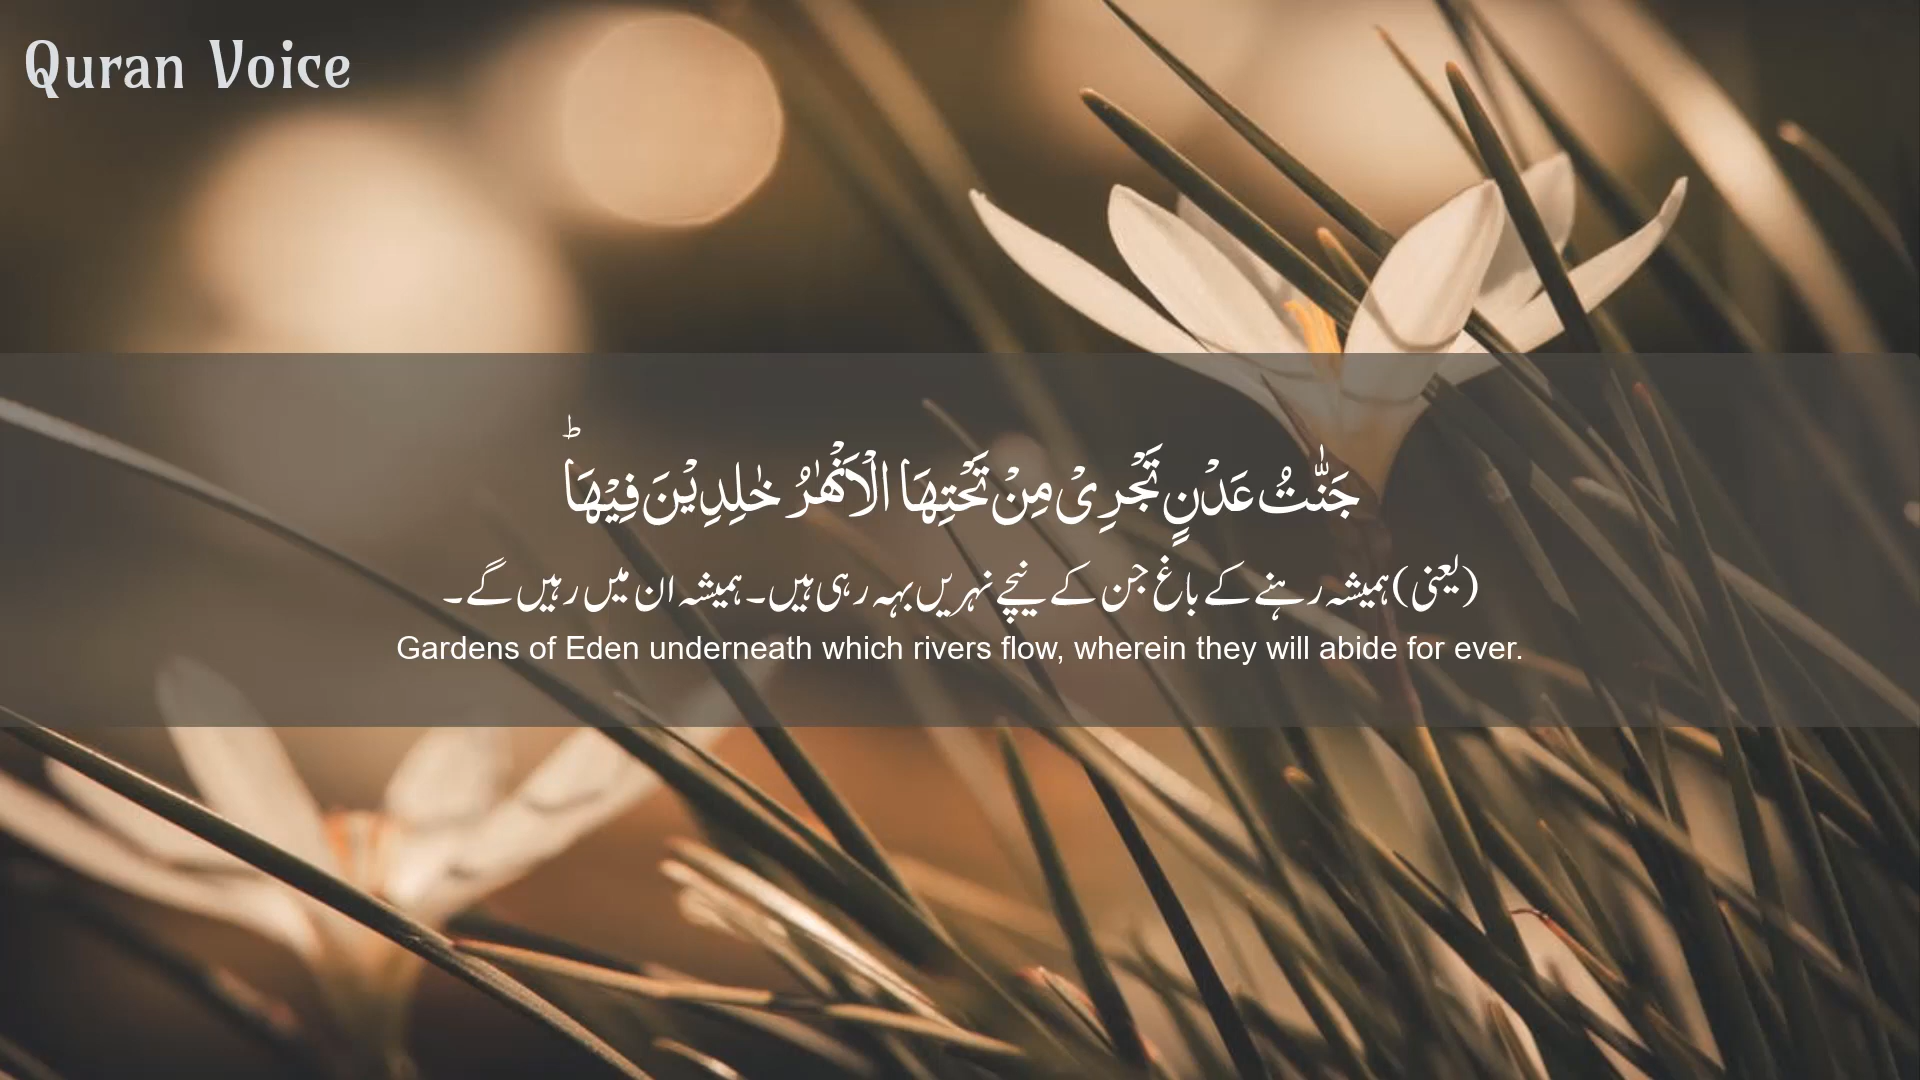 Quran Voice
جَنّٰتُ عَدْنٍ تَجْرِیْ مِنْ تَحْتِهَا الْاَنْهٰرُ خٰلِدِیْنَ فِیْهَا ؕ
(یعنی) ہمیشہ رہنے کے باغ جن کے نیچے نہریں بہہ رہی ہیں۔ ہمیشہ ان میں رہیں گے۔
Gardens of Eden underneath which rivers flow, wherein they will abide for ever.